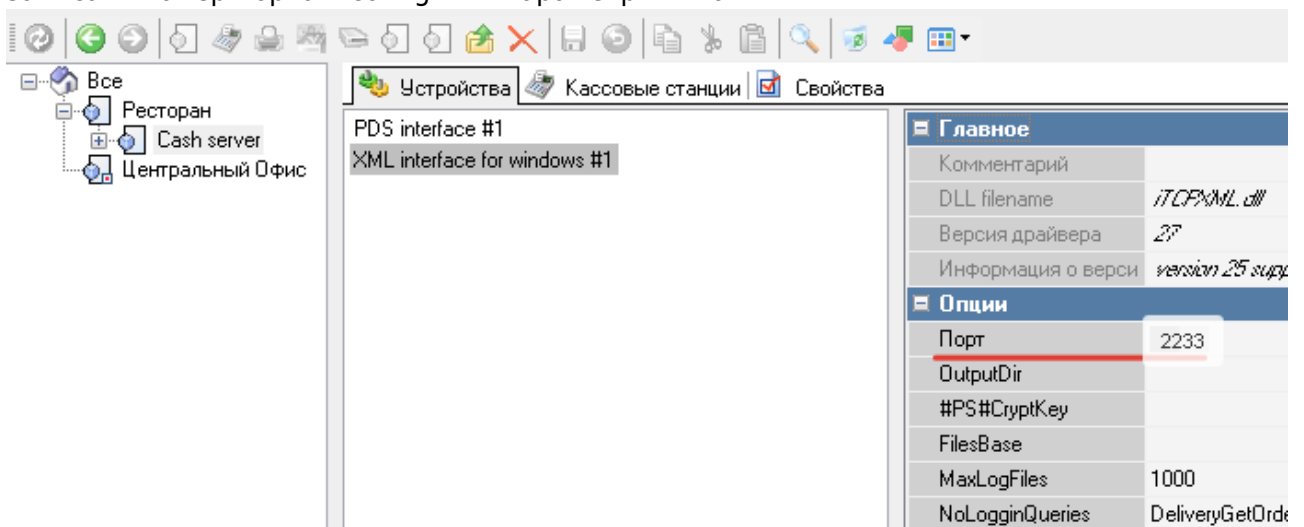 Все
Ресторан
Cash server
Центральный Офис
Устройства
Кассовые станции
Свойства
PDS interface #1
XML interface for windows #1
Главное
Комментарий
DLL filename iTCPXML.dll
Версия драйвера 27
Информация о верси version 25 supp
Опции
Порт 2233
OutputDir
#PS#CryptKey
FilesBase
MaxLogFiles 1000
NoLogginQueries DeliveryGetOrde